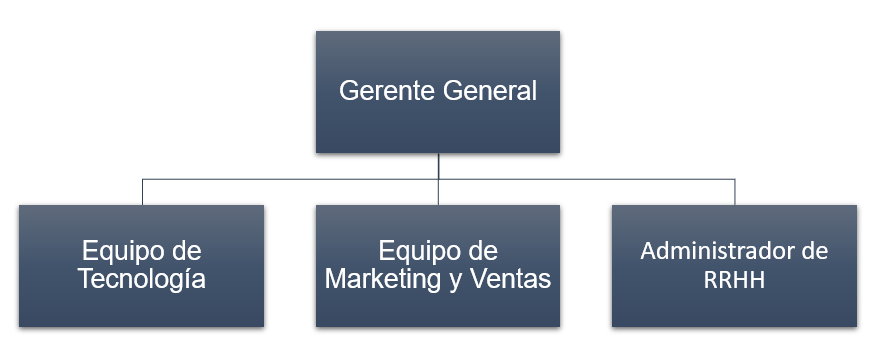 Gerente General
Equipo de
Tecnología
Equipo de
Marketing y Ventas
Administrador de
RRHH